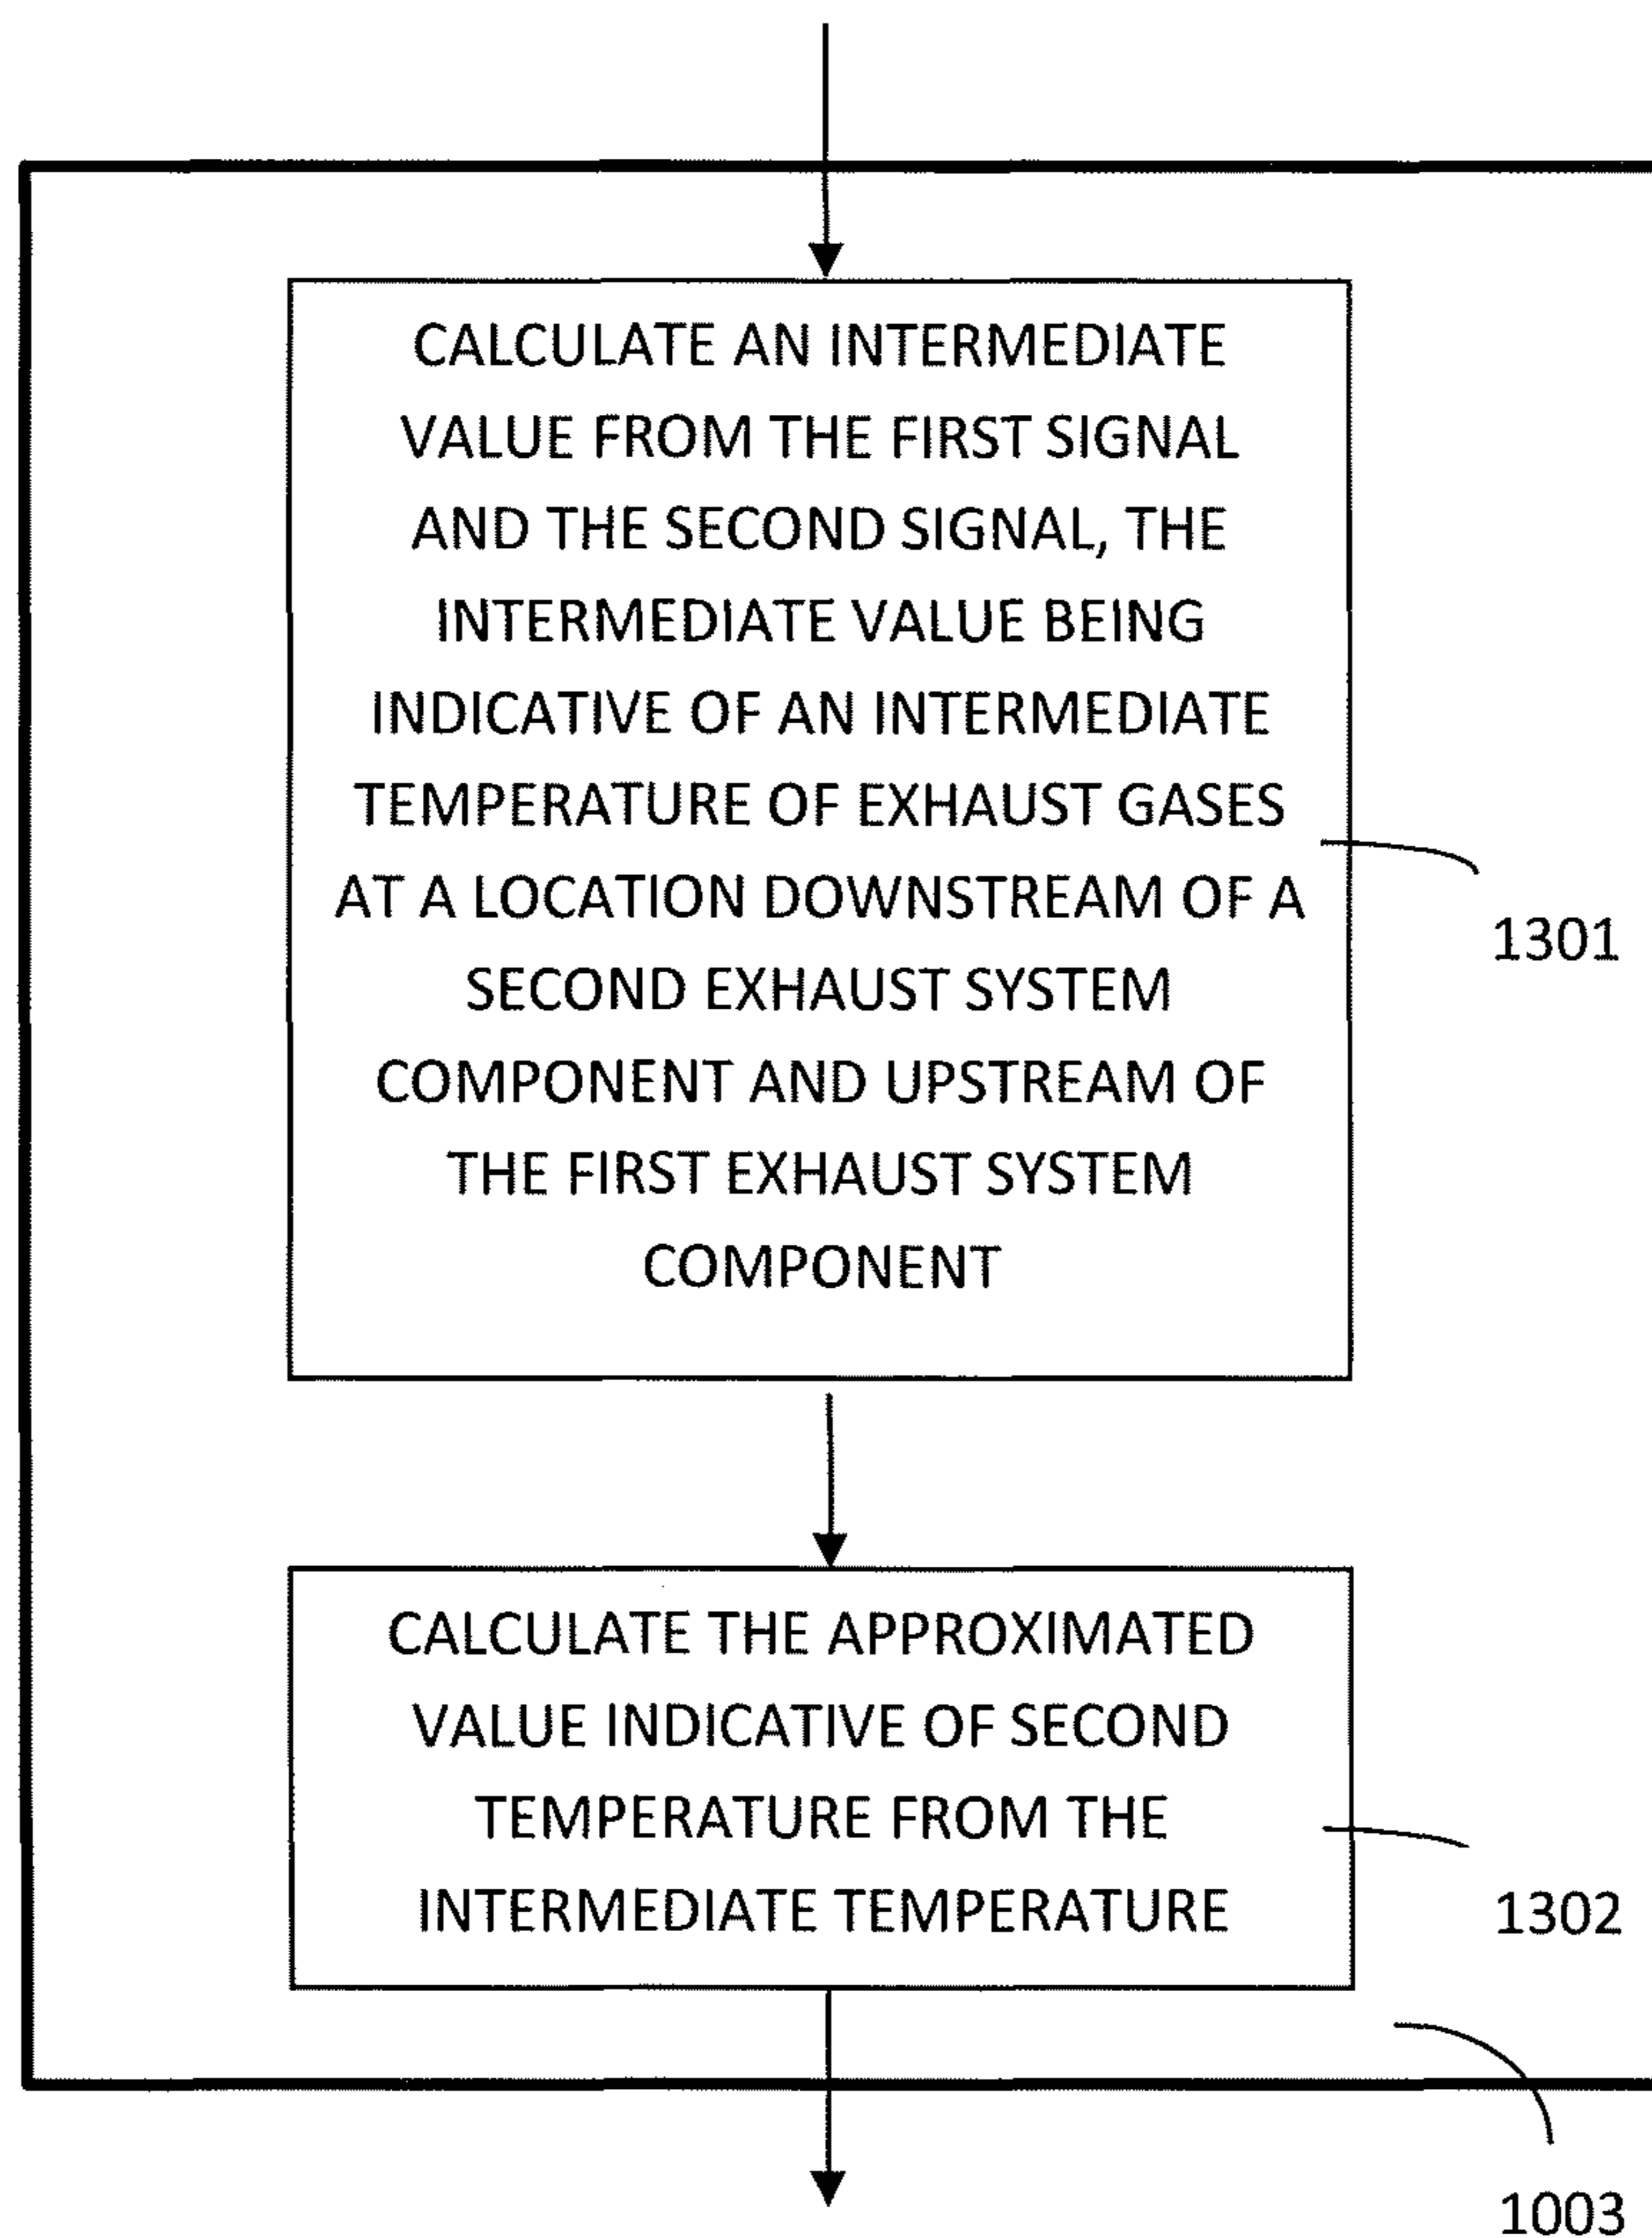 CALCULATE AN INTERMEDIATE
VALUE FROM THE FIRST SIGNAL
AND THE SECOND SIGNAL, THE
INTERMEDIATE VALUE BEING
INDICATIVE OF AN INTERMEDIATE
TEMPERATURE OF EXHAUST GASES
AT A LOCATION DOWNSTREAM OF A
SECOND EXHAUST SYSTEM
COMPONENT AND UPSTREAM OF
THE FIRST EXHAUST SYSTEM
COMPONENT
1301
CALCULATE THE APPROXIMATED
VALUE INDICATIVE OF SECOND
TEMPERATURE FROM THE
INTERMEDIATE TEMPERATURE
1302
1003